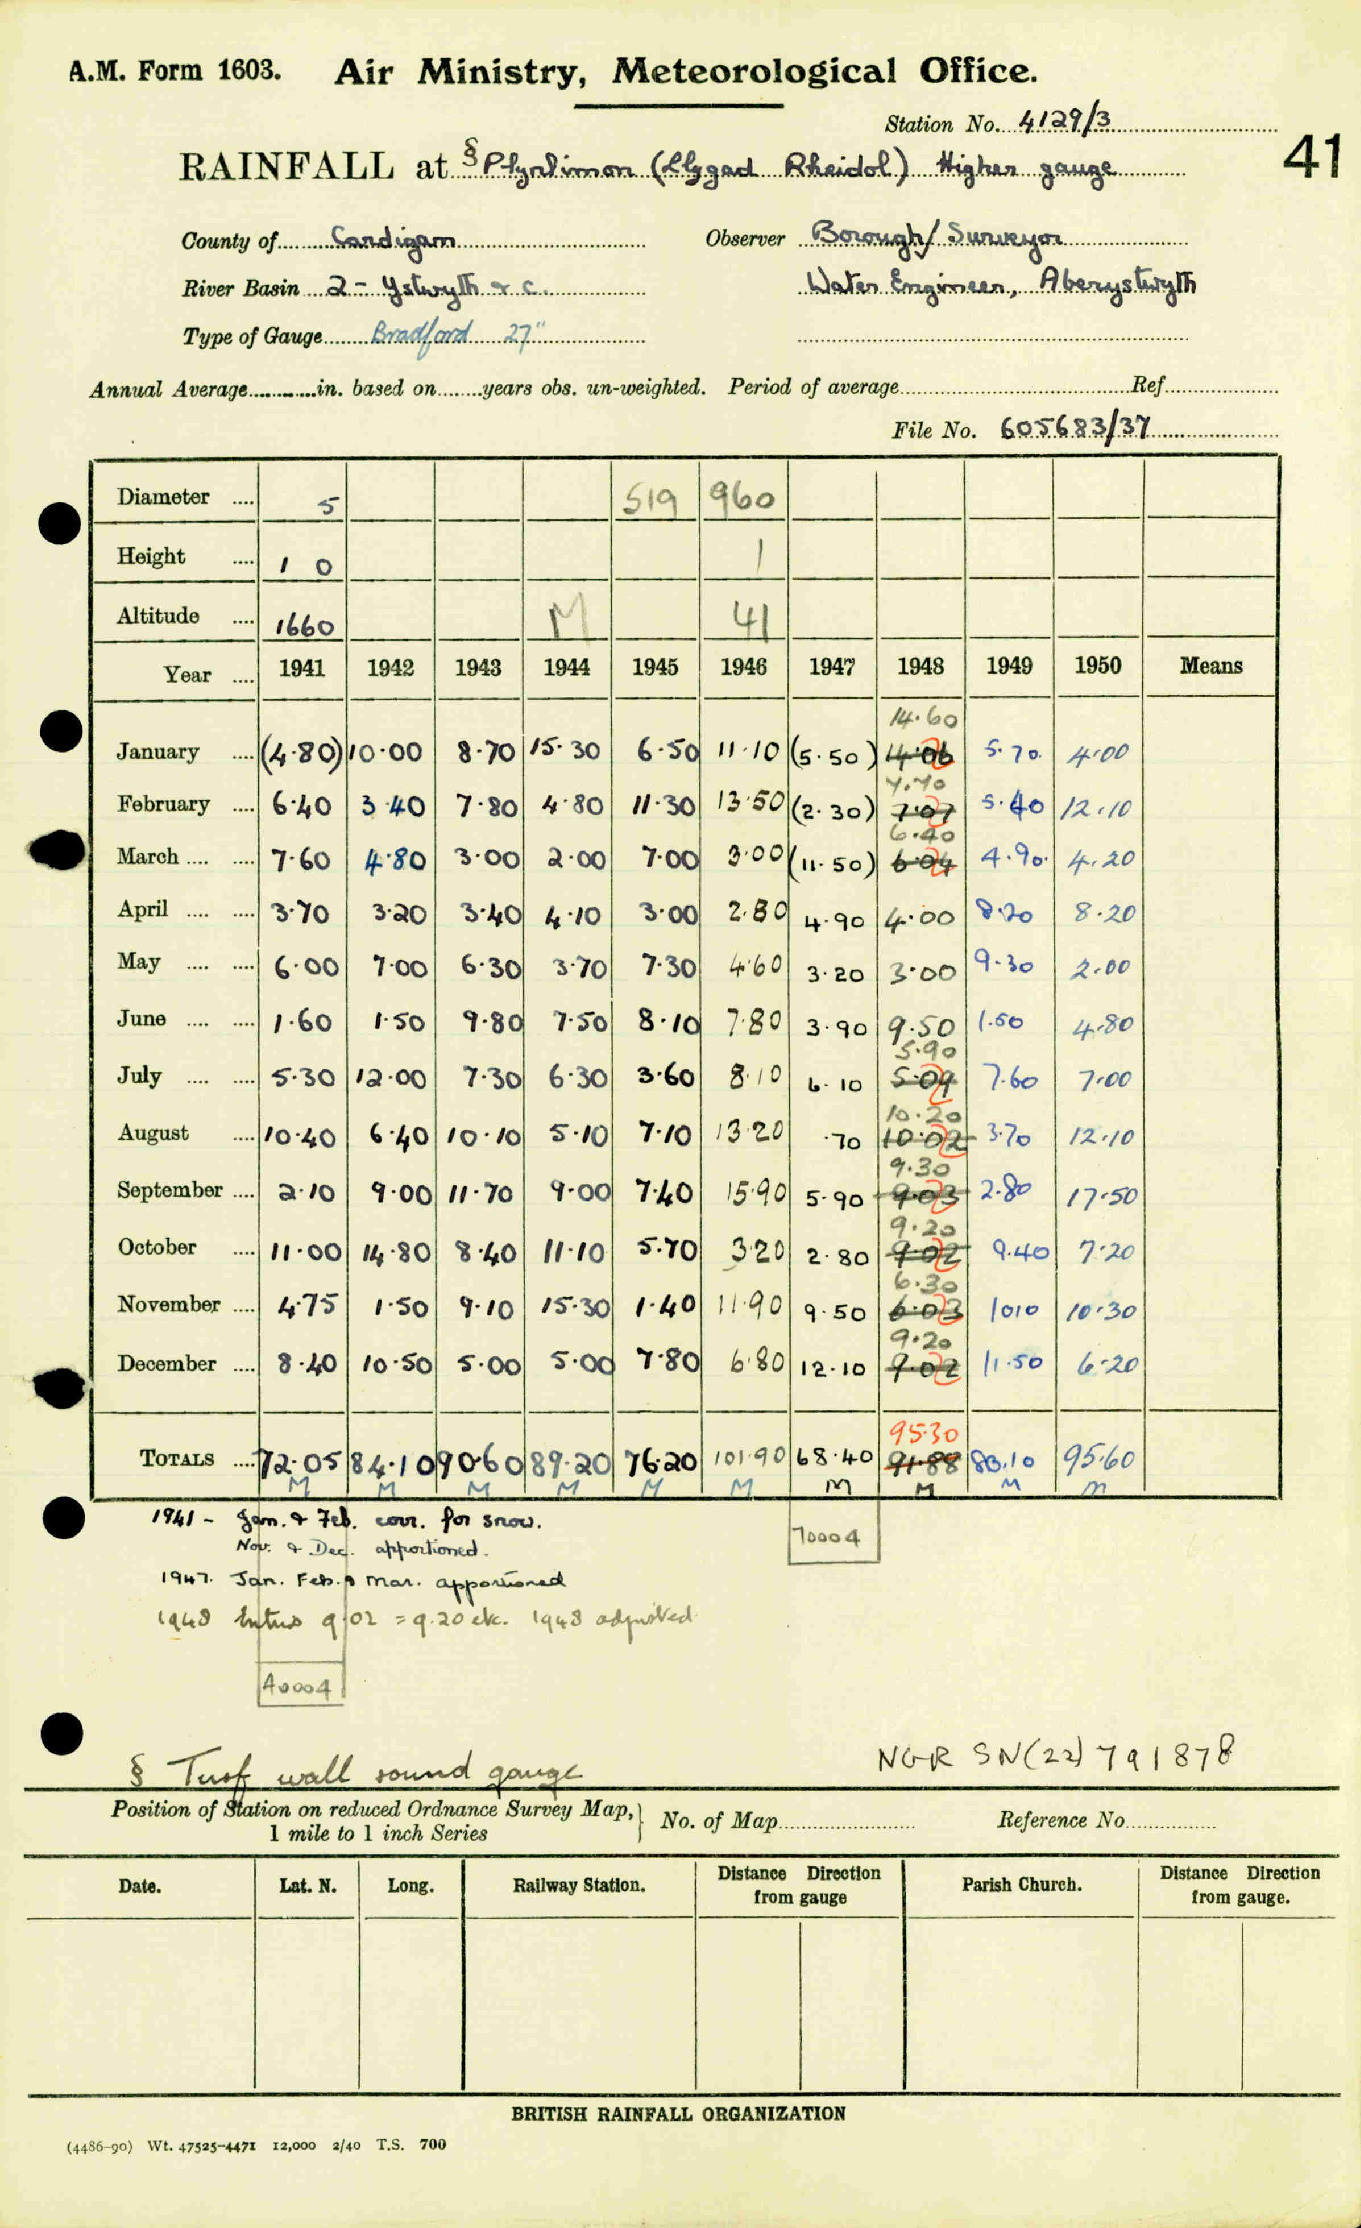 A.M. Form 1603. Air Ministry, Meteorological Office.
Station No. 4129/3
41
RAINFALL at § Plynlimon (Llygad Rheidol) Higher gauge
County of Cardigan Observer Borough/Surveyor
River Basin 2 - Ystwyth & c. Water Engineer, Aberystwyth
Type of Gauge Bradford 27"
Annual Average in. based on years obs. un-weighted. Period of average Ref
File No. 605683/37
Diameter 5 519 960
Height 1 0 1
Altitude 1660 M 41
Year 1941 1942 1943 1944 1945 1946 1947 1948 1949 1950 Means
14.60
January (4.80) 10.00 8.70 15.30 6.50 11.10 (5.50) 14.06 5.70 4.00
7.70
February 6.40 3.40 7.80 4.80 11.30 13.50 (2.30) 7.07 5.40 12.10
6.40
March 7.60 4.80 3.00 2.00 7.00 3.00 (11.50) 6.04 4.90 4.20
April 3.70 3.20 3.40 4.10 3.00 2.80 4.90 4.00 8.20 8.20
May 6.00 7.00 6.30 3.70 7.30 4.60 3.20 3.00 9.30 2.00
June 1.60 1.50 9.80 7.50 8.10 7.80 3.90 9.50 1.50 4.80
5.90
July 5.30 12.00 7.30 6.30 3.60 8.10 6.10 5.09 7.60 7.00
10.20
August 10.40 6.40 10.10 5.10 7.10 13.20 .70 10.02 3.70 12.10
9.30
September 2.10 9.00 11.70 9.00 7.40 15.90 5.90 9.03 2.80 17.50
9.20
October 11.00 14.80 8.40 11.10 5.70 3.20 2.80 9.02 9.40 7.20
6.30
November 4.75 1.50 9.10 15.30 1.40 11.90 9.50 6.03 1010 10.30
9.20
December 8.40 10.50 5.00 5.00 7.80 6.80 12.10 9.02 11.50 6.20
95.30
TOTALS 72.05 84.10 90.60 89.20 76.20 101.90 68.40 91.88 80.10 95.60
M M M M M M M M M M
1941 - Jan. & Feb. corr. for snow.
Nov. & Dec. apportioned.
70004
1947. Jan. Feb. & Mar. apportioned
1948 Entries 9.02 = 9.20 etc. 1948 adjusted
A0004
§ Turf wall round gauge NGR SN(22) 791878
Position of Station on reduced Ordnance Survey Map, } No. of Map Reference No
1 mile to 1 inch Series
Date. Lat. N. Long. Railway Station. Distance Direction from gauge Parish Church. Distance Direction from gauge.
BRITISH RAINFALL ORGANIZATION
(4486-90) Wt. 47525-4471 12,000 2/40 T.S. 700